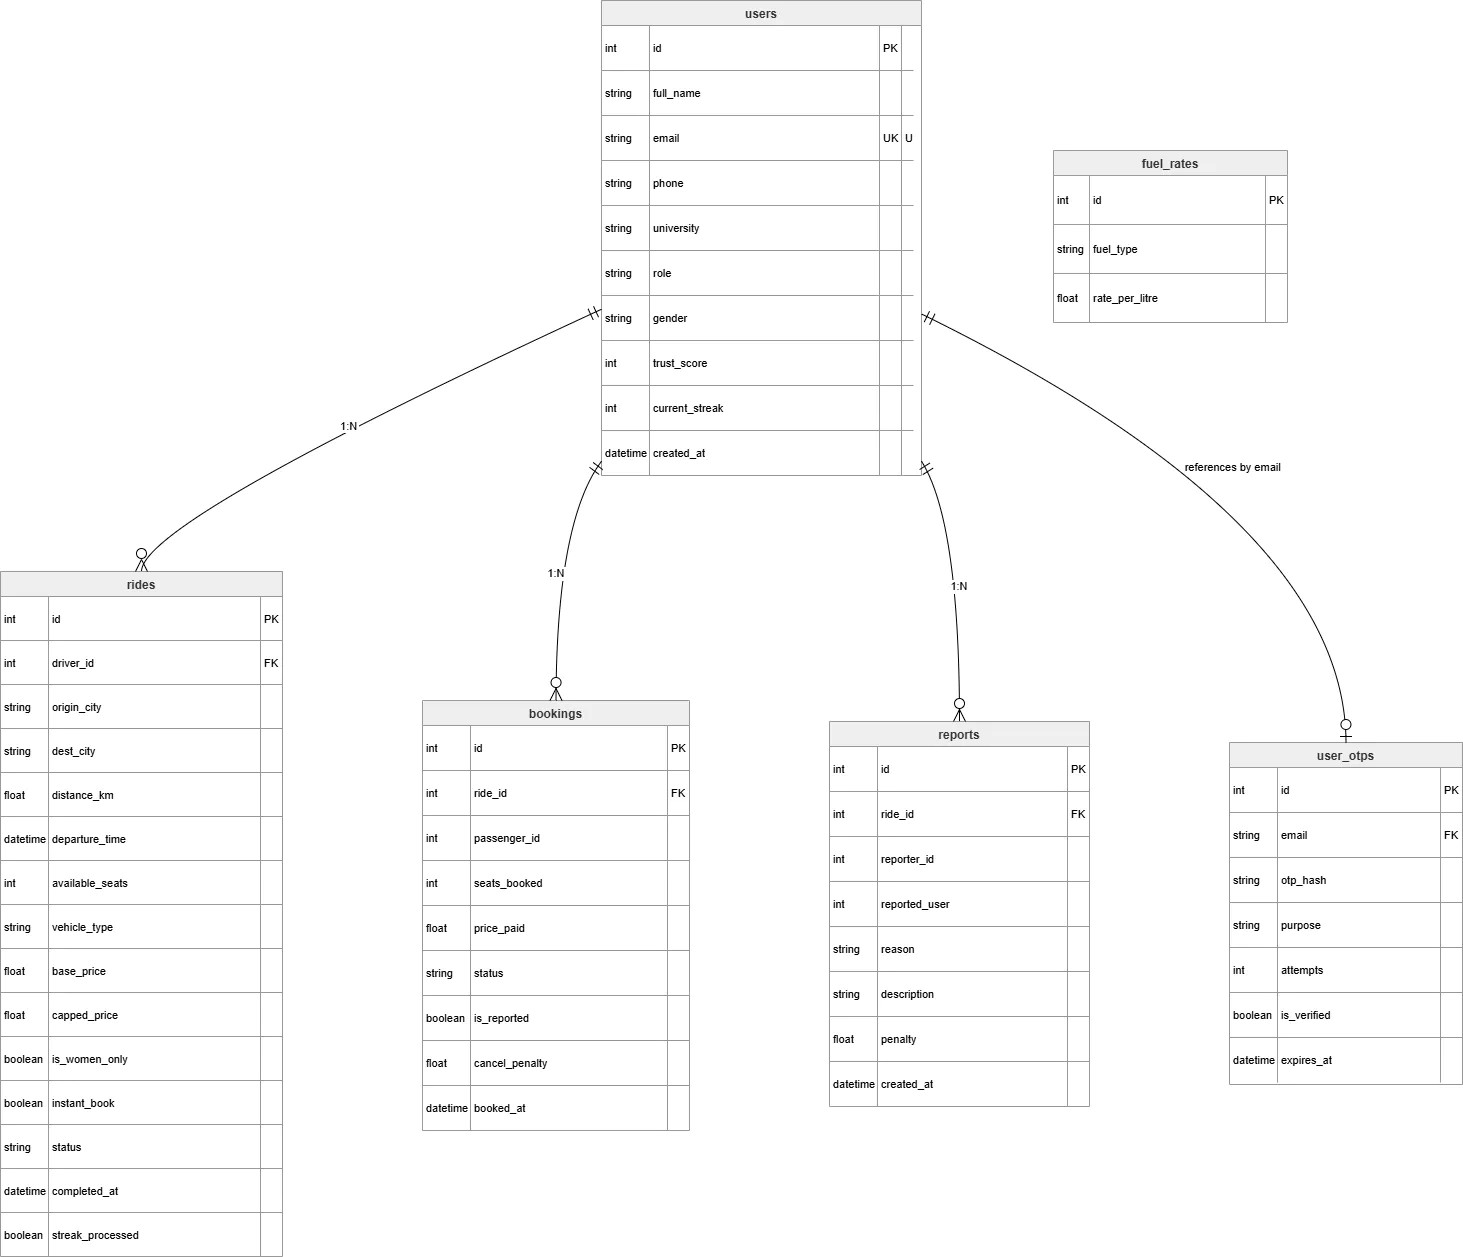 users
int id PK
string full_name
string email UK U
string phone
string university
string role
string gender
int trust_score
int current_streak
datetime created_at
fuel_rates
int id PK
string fuel_type
float rate_per_litre
1:N
1:N
1:N
references by email
rides
int id PK
int driver_id FK
string origin_city
string dest_city
float distance_km
datetime departure_time
int available_seats
string vehicle_type
float base_price
float capped_price
boolean is_women_only
boolean instant_book
string status
datetime completed_at
boolean streak_processed
bookings
int id PK
int ride_id FK
int passenger_id
int seats_booked
float price_paid
string status
boolean is_reported
float cancel_penalty
datetime booked_at
reports
int id PK
int ride_id FK
int reporter_id
int reported_user
string reason
string description
float penalty
datetime created_at
user_otps
int id PK
string email FK
string otp_hash
string purpose
int attempts
boolean is_verified
datetime expires_at